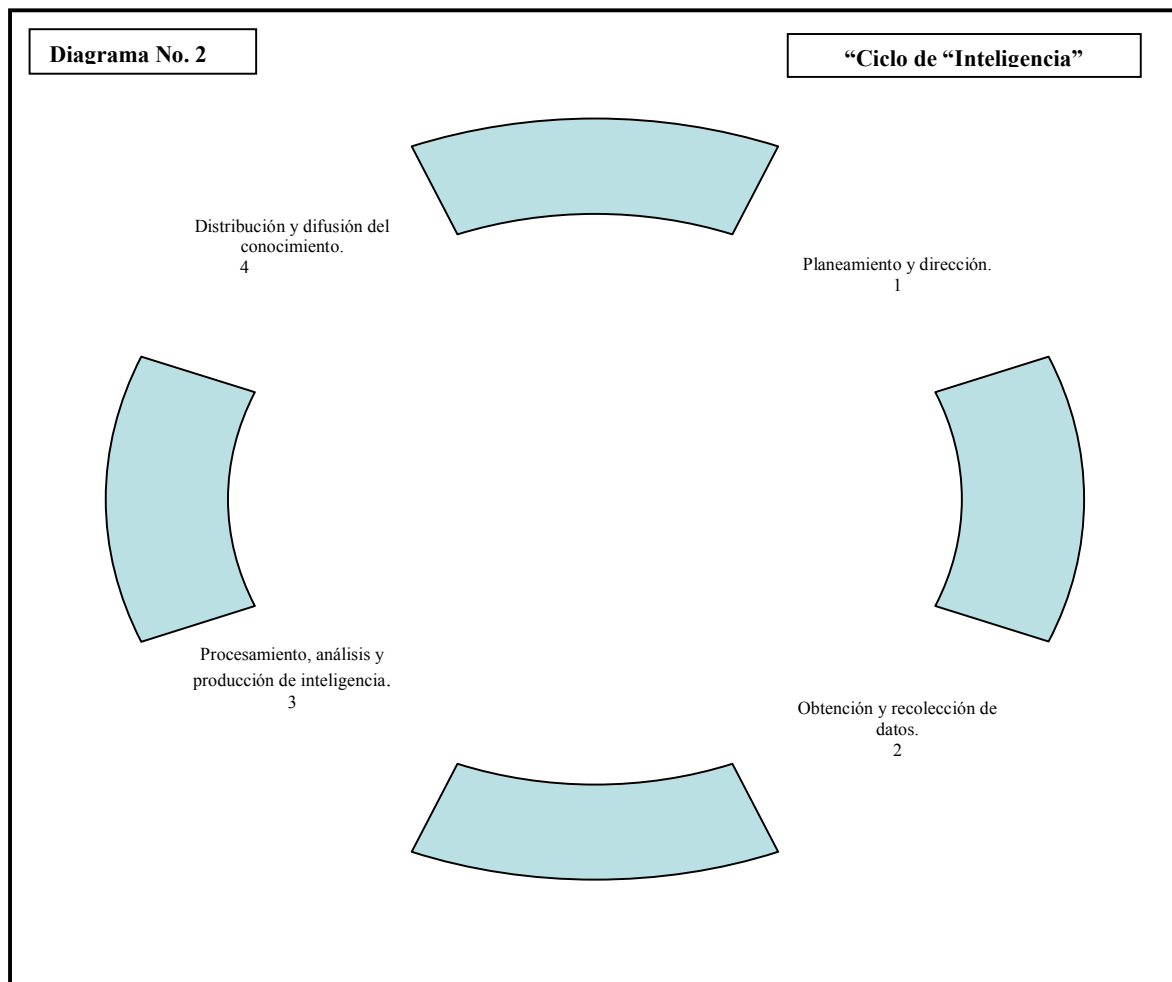 Diagrama No. 2
“Ciclo de “Inteligencia”
Distribución y difusión del
conocimiento.
4
Planeamiento y dirección.
1
Procesamiento, análisis y
producción de inteligencia.
3
Obtención y recolección de
datos.
2